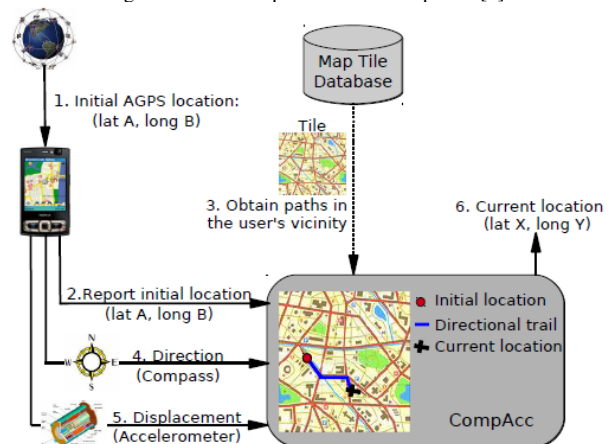 Map Tile
Database
1. Initial AGPS location:
(lat A, long B)
Tile
3. Obtain paths in
the user's vicinity
6. Current location
(lat X, long Y)
2.Report initial location
(lat A, long B)
Initial location
Directional trail
Current location
N
W
E
S
4. Direction
(Compass)
5. Displacement
(Accelerometer)
CompAcc